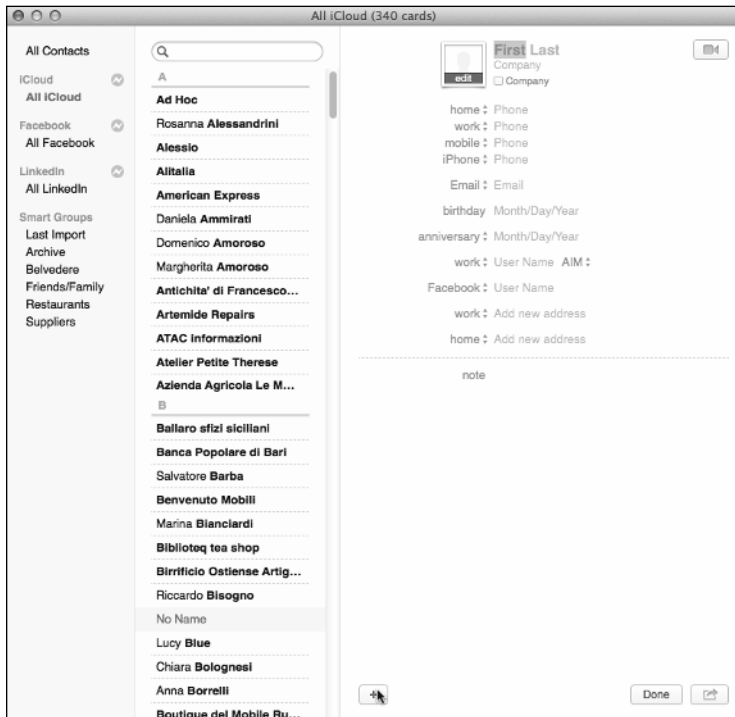 All iCloud (340 cards)
All Contacts
iCloud
All iCloud
Facebook
All Facebook
LinkedIn
All LinkedIn
Smart Groups
Last Import
Archive
Belvedere
Friends/Family
Restaurants
Suppliers
A
Ad Hoc
Rosanna Alessandrini
Alessio
Alitalia
American Express
Daniela Ammirati
Domenico Amoroso
Margherita Amoroso
Antichita' di Francesco...
Artemide Repairs
ATAC informazioni
Atelier Petite Therese
Azienda Agricola Le M...
B
Ballaro sfizi siciliani
Banca Popolare di Bari
Salvatore Barba
Benvenuto Mobili
Marina Bianciardi
Biblioteq tea shop
Birrificio Ostiense Artig...
Riccardo Bisogno
No Name
Lucy Blue
Chiara Bolognesi
Anna Borrelli
Boutique del Mobile Ru...
First Last
Company
edit
Company
home Phone
work Phone
mobile Phone
iPhone Phone
Email Email
birthday Month/Day/Year
anniversary Month/Day/Year
work User Name AIM
Facebook User Name
work Add new address
home Add new address
note
+
Done